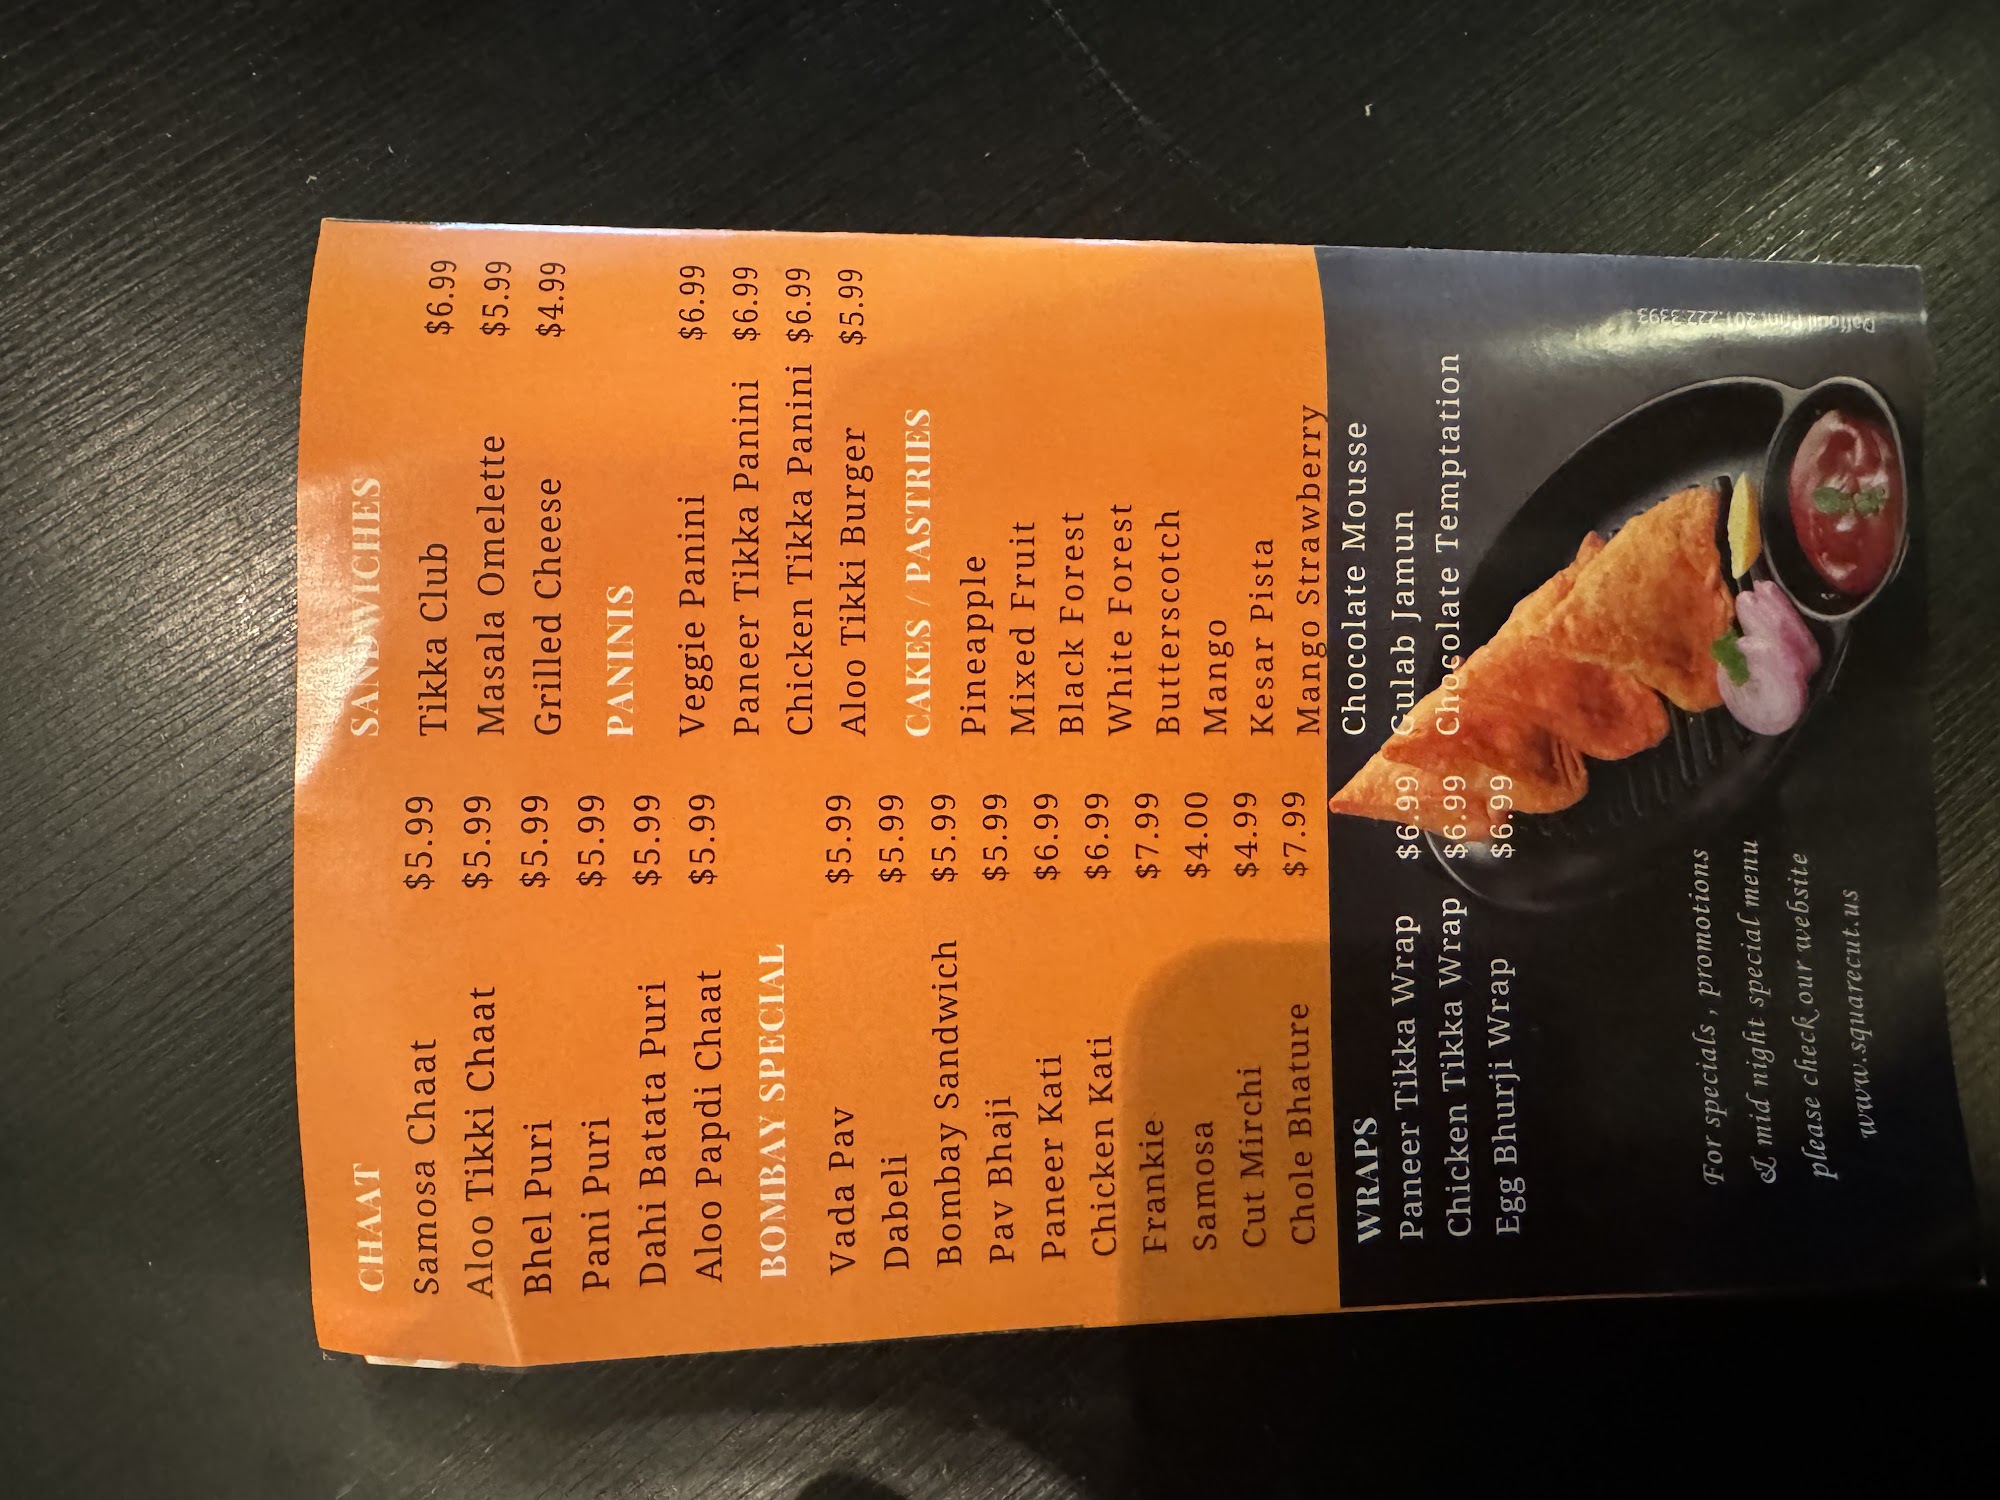 CHAAT
Samosa Chaat $5.99
Aloo Tikki Chaat $5.99
Bhel Puri $5.99
Pani Puri $5.99
Dahi Batata Puri $5.99
Aloo Papdi Chaat $5.99
BOMBAY SPECIAL
Vada Pav $5.99
Dabeli $5.99
Bombay Sandwich $5.99
Pav Bhaji $5.99
Paneer Kati $6.99
Chicken Kati $6.99
Frankie $7.99
Samosa $4.00
Cut Mirchi $4.99
Chole Bhature $7.99
WRAPS
Paneer Tikka Wrap $6.99
Chicken Tikka Wrap $6.99
Egg Bhurji Wrap $6.99
SANDWICHES
Tikka Club $6.99
Masala Omelette $5.99
Grilled Cheese $4.99
PANINIS
Veggie Panini $6.99
Paneer Tikka Panini $6.99
Chicken Tikka Panini $6.99
Aloo Tikki Burger $5.99
CAKES / PASTRIES
Pineapple
Mixed Fruit
Black Forest
White Forest
Butterscotch
Mango
Kesar Pista
Mango Strawberry
Chocolate Mousse
Gulab Jamun
Chocolate Temptation
For specials, promotions
& mid night special menu
please check our website
www.squarecut.us
Daffodil Print 201.222.3393